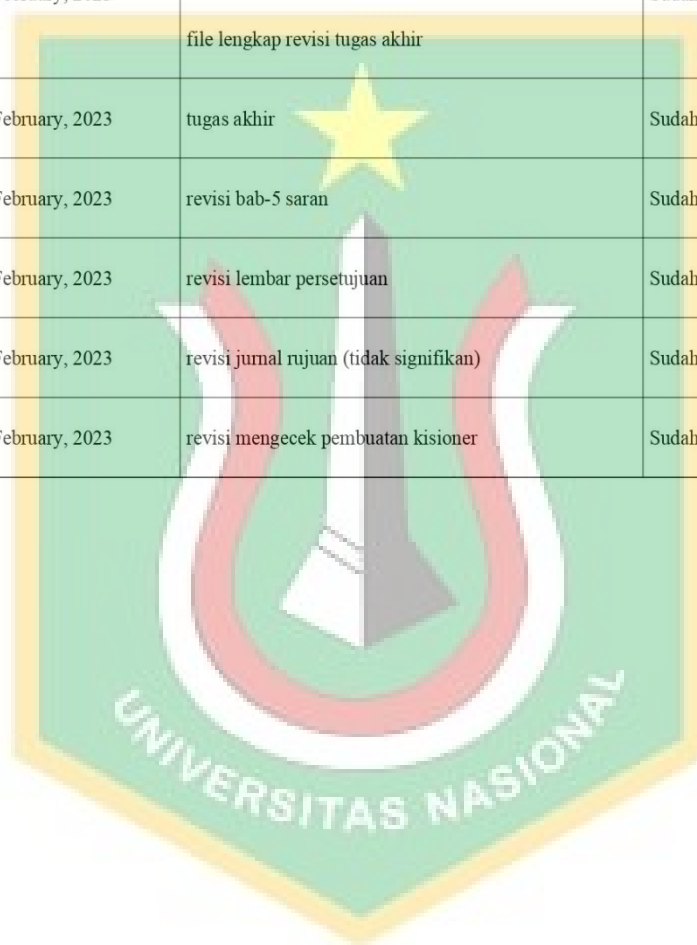 file lengkap revisi tugas akhir
February, 2023 tugas akhir Sudah
February, 2023 revisi bab-5 saran Sudah
February, 2023 revisi lembar persetujuan Sudah
February, 2023 revisi jurnal rujuan (tidak signifikan) Sudah
February, 2023 revisi mengecek pembuatan kisioner Sudah
UNIVERSITAS NASIONAL